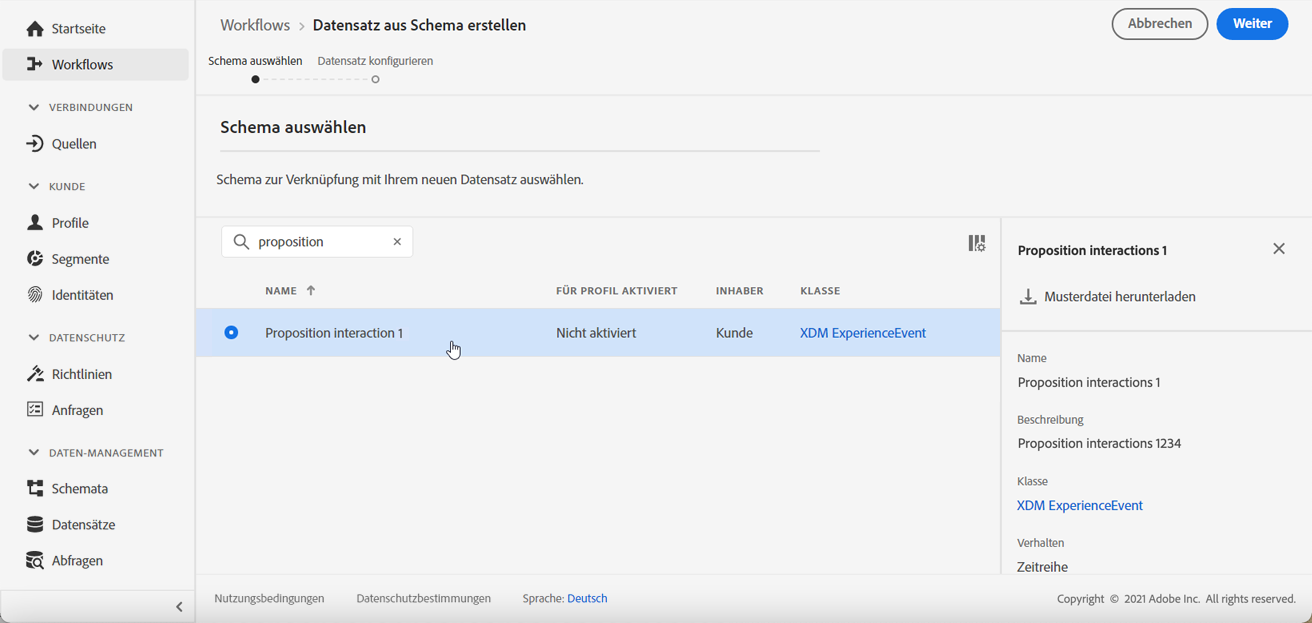 Startseite
Workflows
VERBINDUNGEN
Quellen
KUNDE
Profile
Segmente
Identitäten
DATENSCHUTZ
Richtlinien
Anfragen
DATEN-MANAGEMENT
Schemata
Datensätze
Abfragen
Workflows > Datensatz aus Schema erstellen
Abbrechen
Weiter
Schema auswählen
Datensatz konfigurieren
Schema auswählen
Schema zur Verknüpfung mit Ihrem neuen Datensatz auswählen.
proposition
NAME FÜR PROFIL AKTIVIERT INHABER KLASSE
Proposition interaction 1 Nicht aktiviert Kunde XDM ExperienceEvent
Proposition interactions 1
Musterdatei herunterladen
Name
Proposition interactions 1
Beschreibung
Proposition interactions 1234
Klasse
XDM ExperienceEvent
Verhalten
Zeitreihe
Nutzungsbedingungen Datenschutzbestimmungen Sprache: Deutsch Copyright © 2021 Adobe Inc. All rights reserved.